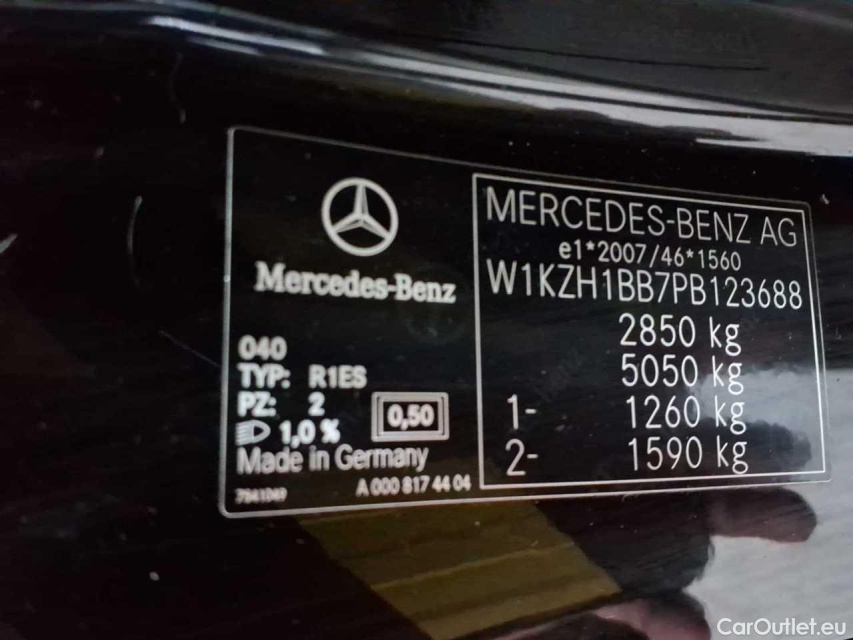 Mercedes-Benz
040
TYP: R1ES
PZ: 2
1,0 % 0,50
Made in Germany
A 000 817 44 04
MERCEDES-BENZ AG
e1*2007/46*1560
W1KZH1BB7PB123688
2850 kg
5050 kg
1- 1260 kg
2- 1590 kg
CarOutlet.eu